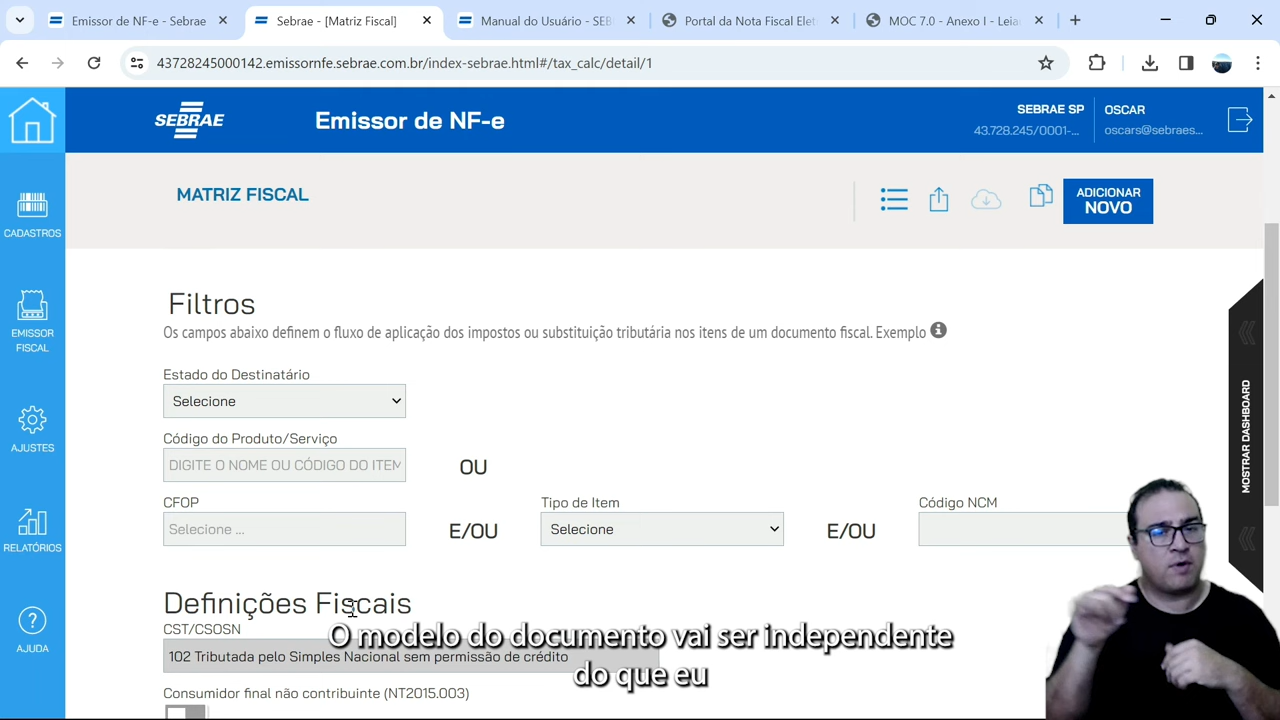 Emissor de NF-e - Sebrae
Sebrae - [Matriz Fiscal]
Manual do Usuário - SEB
Portal da Nota Fiscal Elet
MOC 7.0 - Anexo I - Leia
43728245000142.emissornfe.sebrae.com.br/index-sebrae.html#/tax_calc/detail/1
SEBRAE
Emissor de NF-e
SEBRAE SP
43.728.245/0001-...
OSCAR
oscars@sebraes...
CADASTROS
EMISSOR
FISCAL
AJUSTES
RELATÓRIOS
AJUDA
MATRIZ FISCAL
ADICIONAR
NOVO
Filtros
Os campos abaixo definem o fluxo de aplicação dos impostos ou substituição tributária nos itens de um documento fiscal. Exemplo
Estado do Destinatário
Selecione
Código do Produto/Serviço
DIGITE O NOME OU CÓDIGO DO ITEM
OU
CFOP
Selecione ...
E/OU
Tipo de Item
Selecione
E/OU
Código NCM
MOSTRAR DASHBOARD
Definições Fiscais
CST/CSOSN
102 Tributada pelo Simples Nacional sem permissão de crédito
Consumidor final não contribuinte (NT2015.003)
O modelo do documento vai ser independente
do que eu